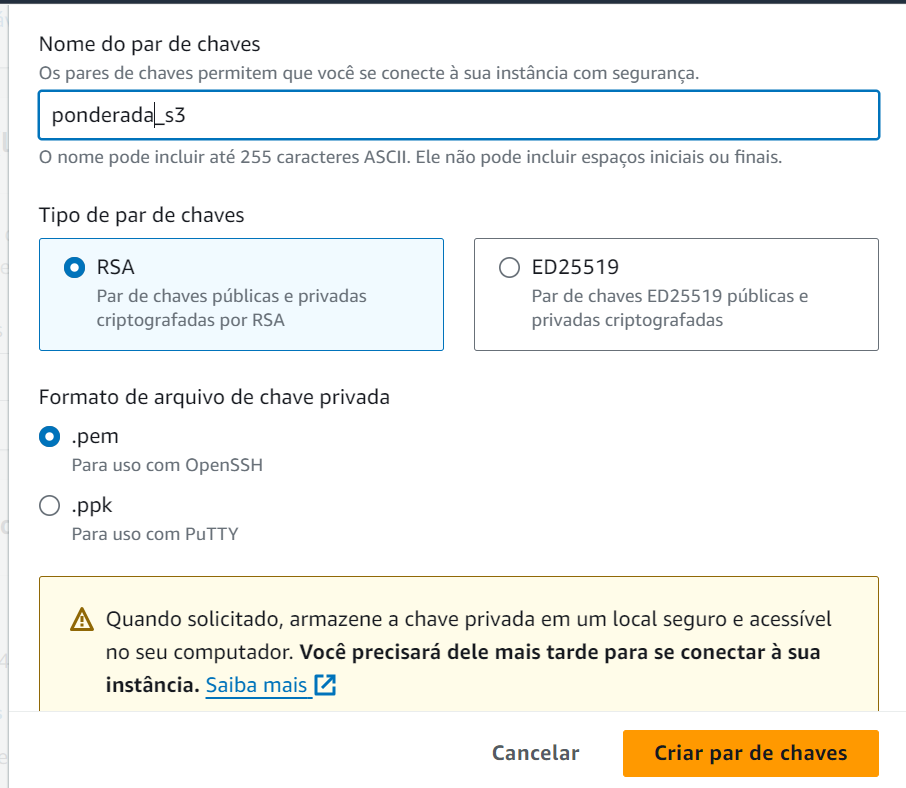 Nome do par de chaves
Os pares de chaves permitem que você se conecte à sua instância com segurança.
ponderada_s3
O nome pode incluir até 255 caracteres ASCII. Ele não pode incluir espaços iniciais ou finais.
Tipo de par de chaves
RSA
Par de chaves públicas e privadas
criptografadas por RSA
ED25519
Par de chaves ED25519 públicas e
privadas criptografadas
Formato de arquivo de chave privada
.pem
Para uso com OpenSSH
.ppk
Para uso com PuTTY
Quando solicitado, armazene a chave privada em um local seguro e acessível
no seu computador. Você precisará dele mais tarde para se conectar à sua
instância. Saiba mais
Cancelar
Criar par de chaves